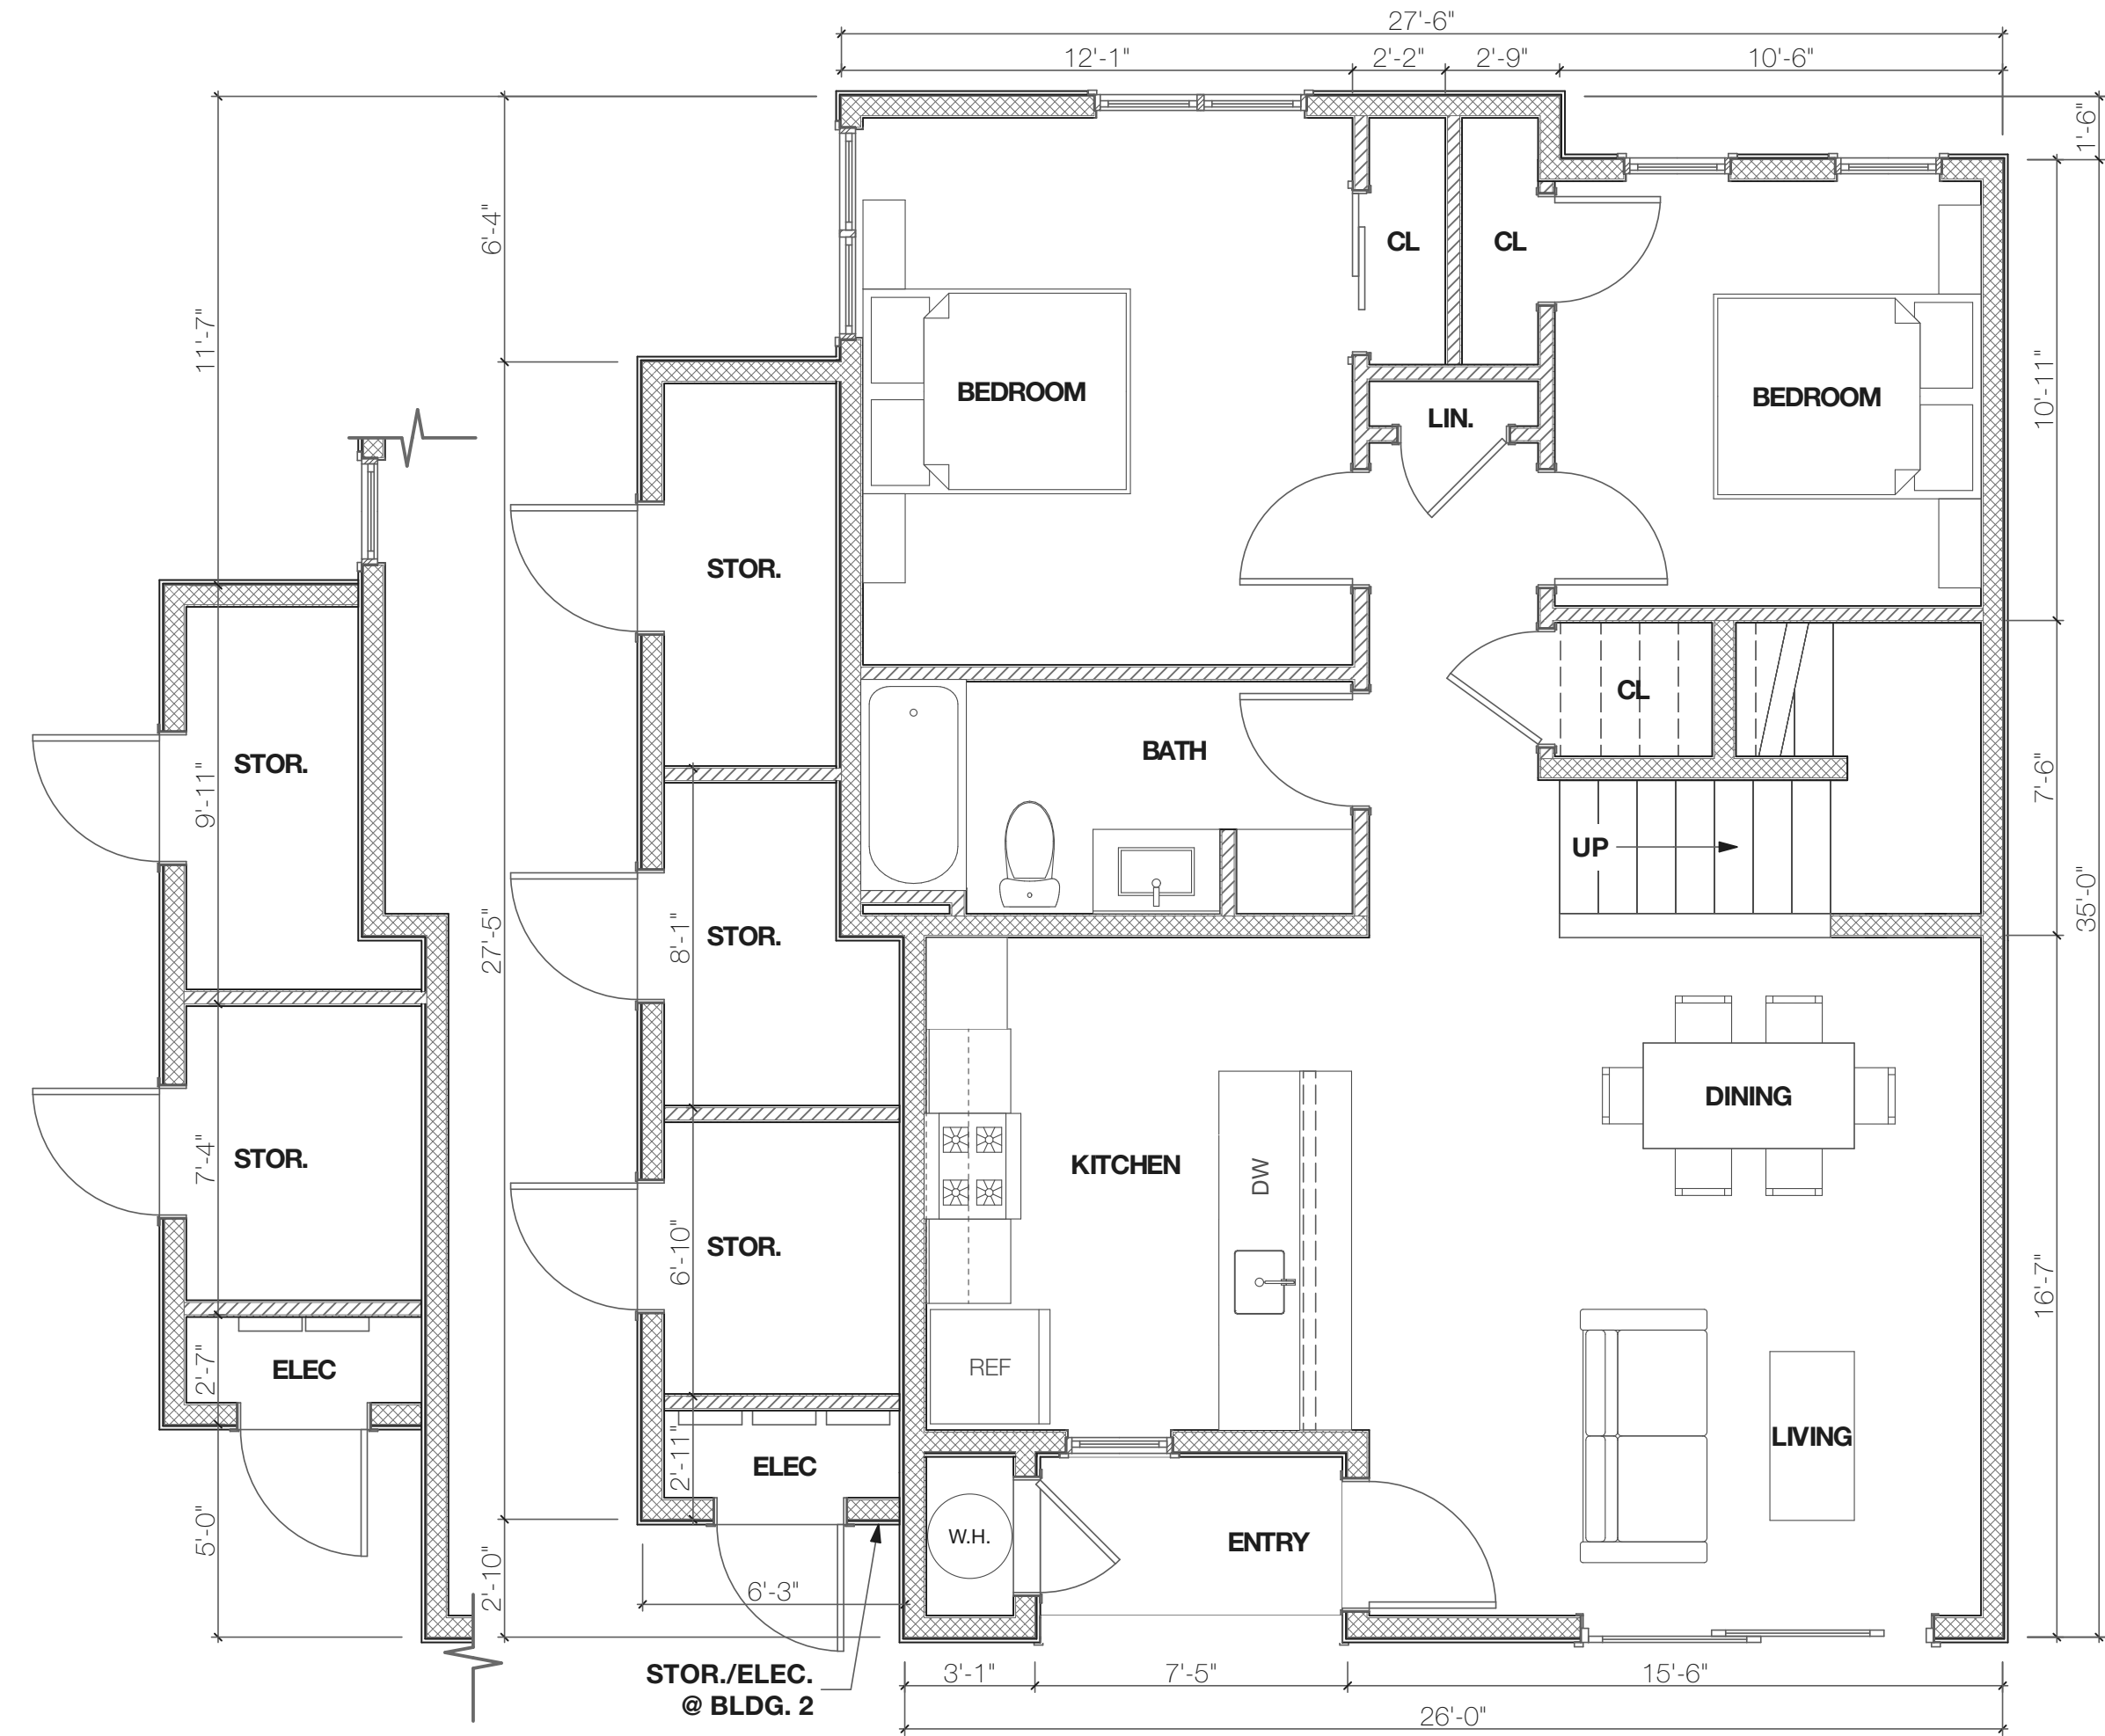 27'-6"
12'-1"
2'-2"
2'-9"
10'-6"
1'-6"
6'-4"
CL
CL
11'-7"
BEDROOM
BEDROOM
10'-11"
LIN.
STOR.
CL
STOR.
BATH
9'-11"
7'-6"
UP
35'-0"
27'-5"
8'-1"
STOR.
DINING
STOR.
7'-4"
KITCHEN
DW
6'-10"
STOR.
16'-7"
2'-7"
ELEC
REF
LIVING
2'-11"
ELEC
5'-0"
W.H.
ENTRY
2'-10"
6'-3"
STOR./ELEC.
@ BLDG. 2
3'-1"
7'-5"
15'-6"
26'-0"